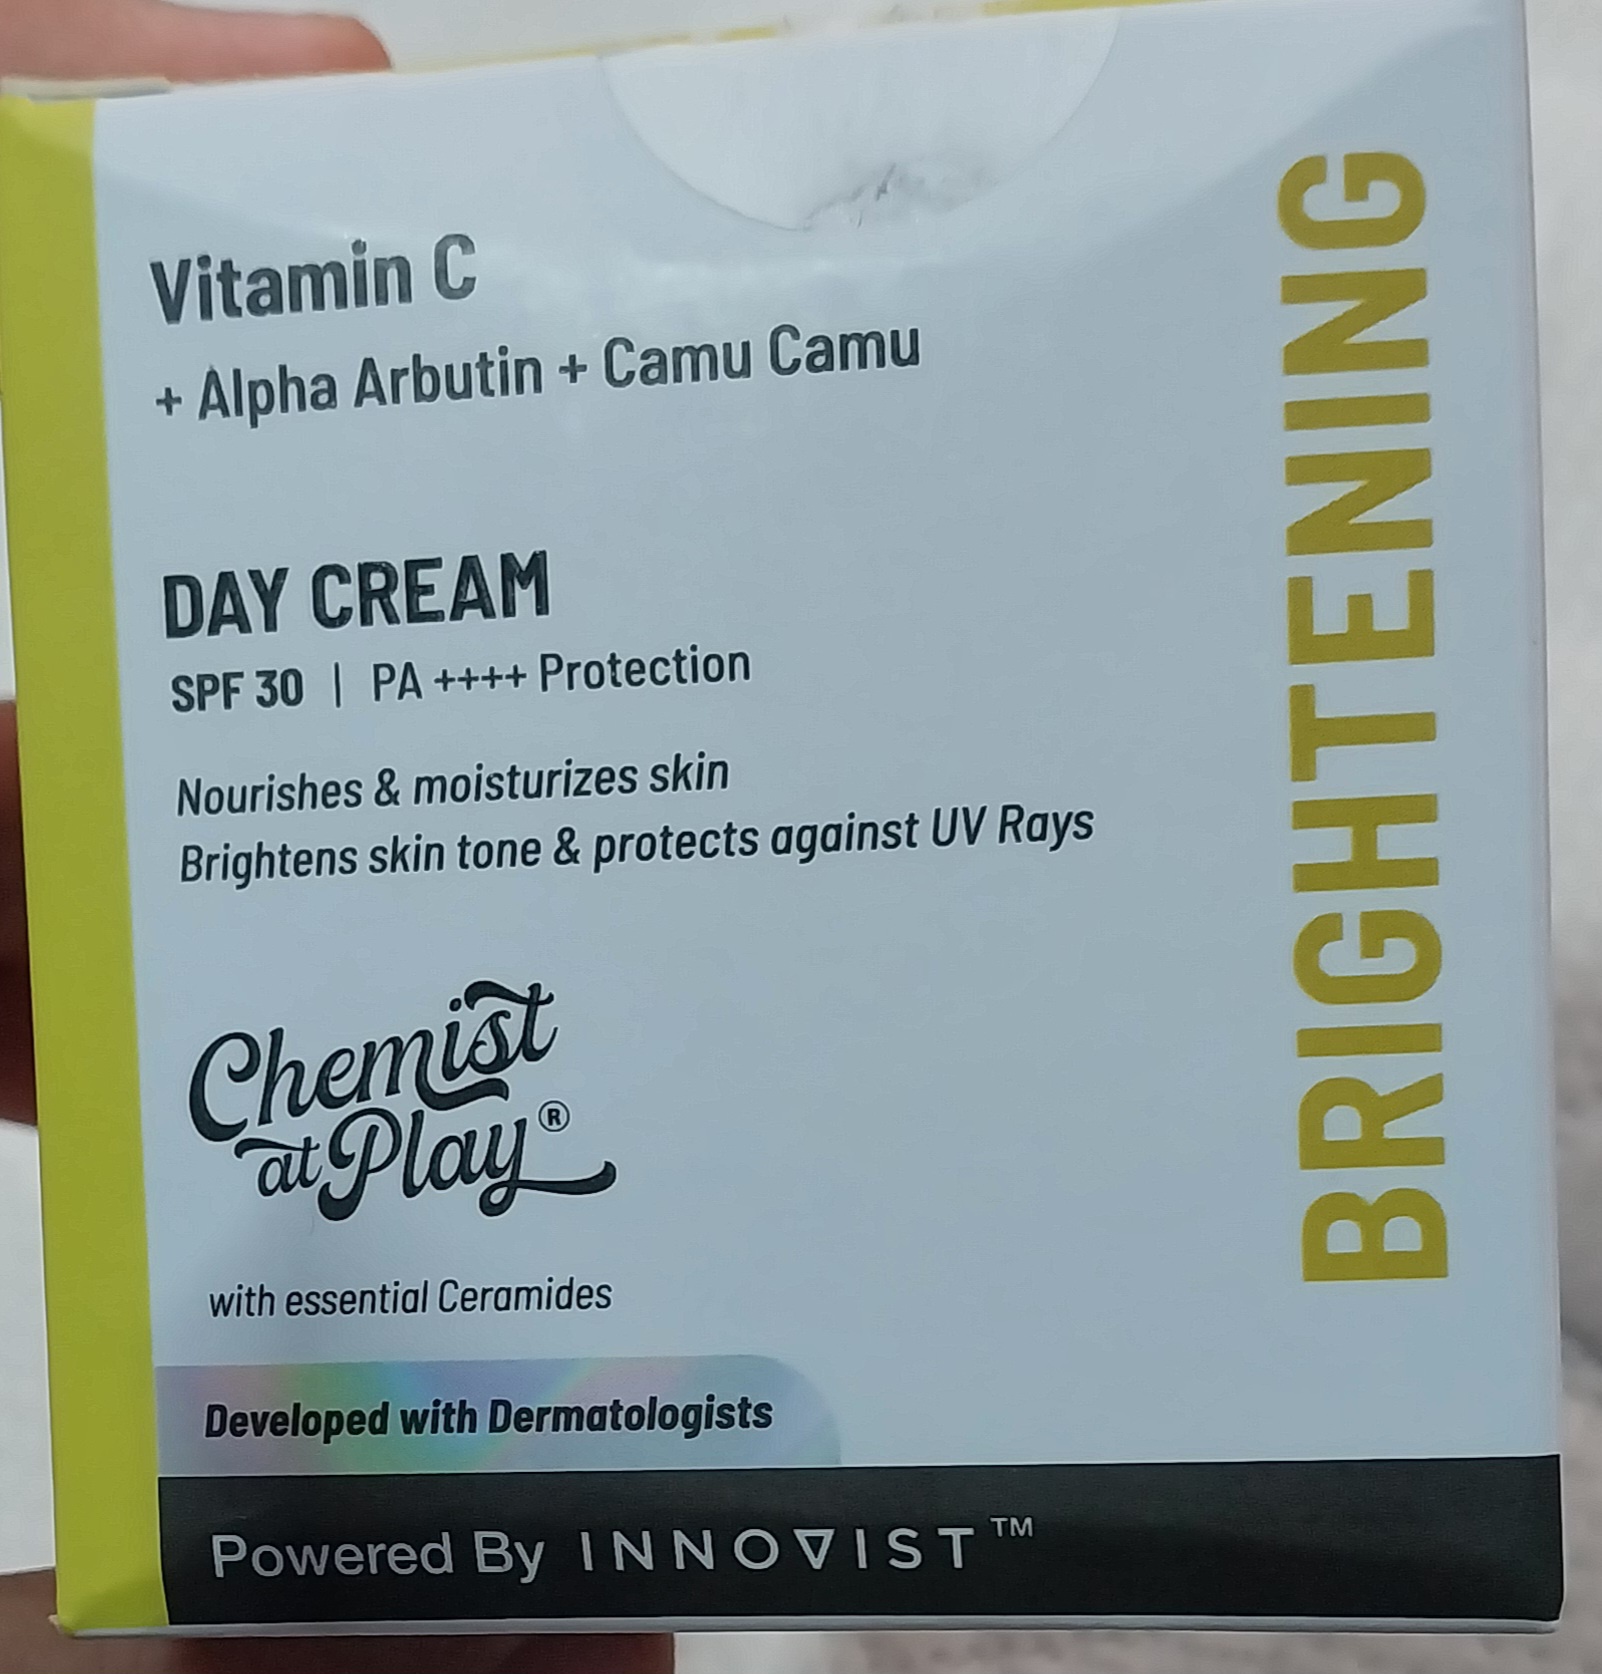 Vitamin C
+ Alpha Arbutin + Camu Camu
DAY CREAM
SPF 30 | PA ++++ Protection
Nourishes & moisturizes skin
Brightens skin tone & protects against UV Rays
Chemist
at Play®
with essential Ceramides
Developed with Dermatologists
Powered By INNOVIST™
BRIGHTENING